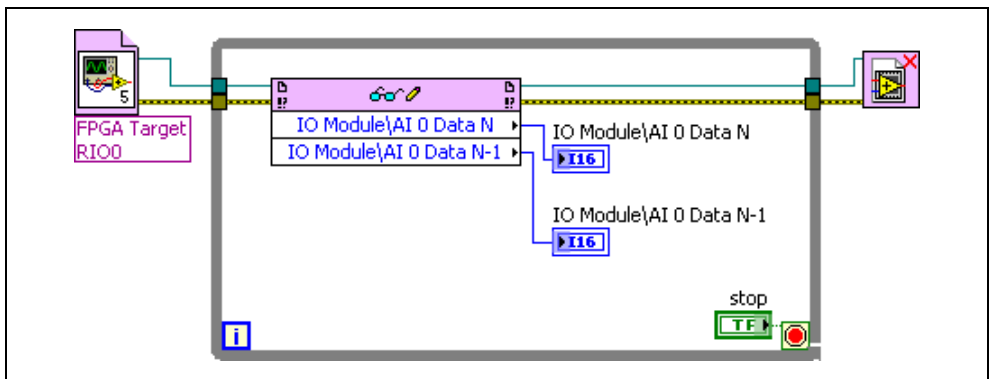 5
FPGA Target
RIO0
IO Module\AI 0 Data N
IO Module\AI 0 Data N-1
IO Module\AI 0 Data N
I16
IO Module\AI 0 Data N-1
I16
stop
TF
i